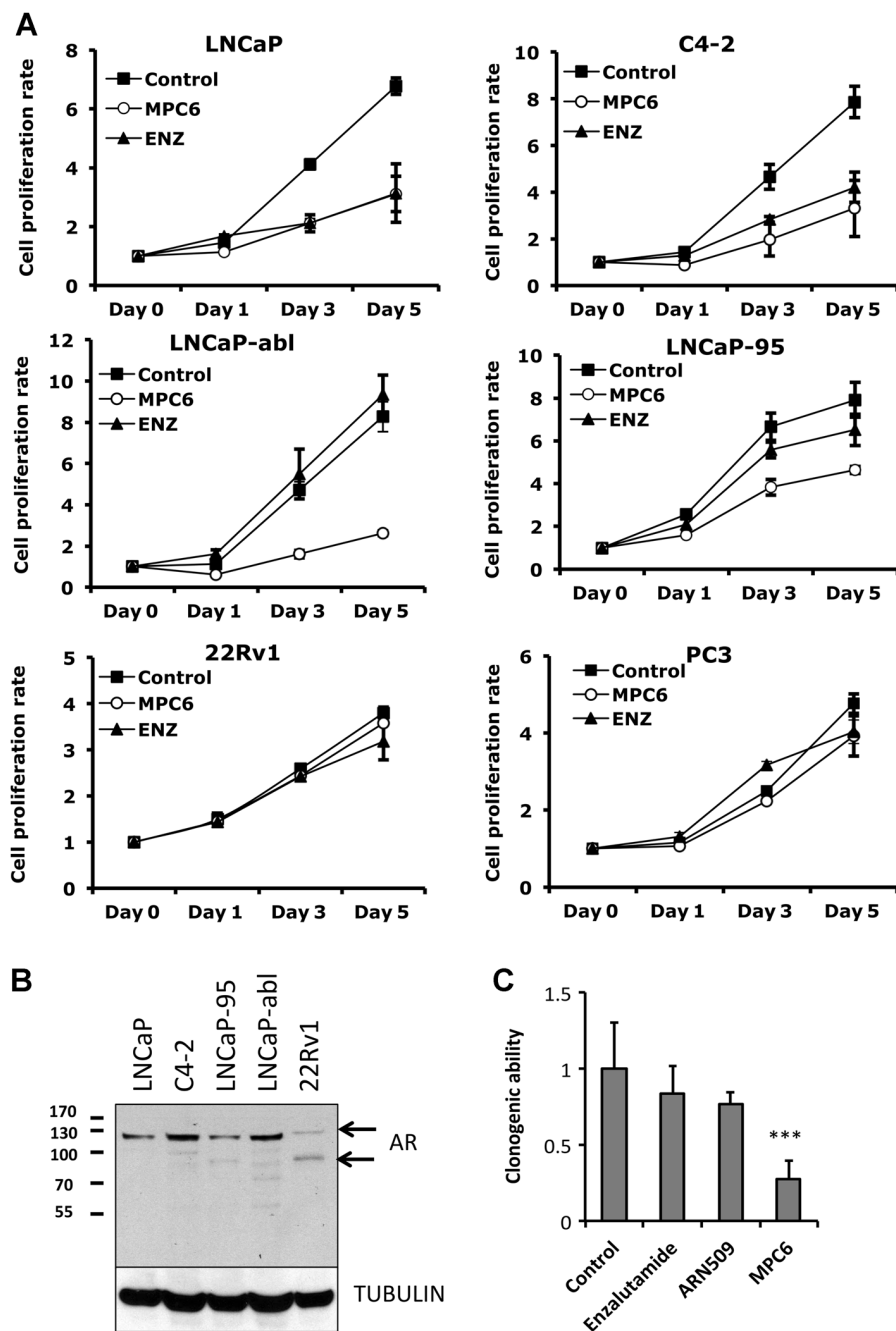 A
LNCaP
Cell proliferation rate
8
6
4
2
0
Control
MPC6
ENZ
Day 0 Day 1 Day 3 Day 5
C4-2
Cell proliferation rate
10
8
6
4
2
0
Control
MPC6
ENZ
Day 0 Day 1 Day 3 Day 5
LNCaP-abl
Cell proliferation rate
12
10
8
6
4
2
0
Control
MPC6
ENZ
Day 0 Day 1 Day 3 Day 5
LNCaP-95
Cell proliferation rate
10
8
6
4
2
0
Control
MPC6
ENZ
Day 0 Day 1 Day 3 Day 5
22Rv1
Cell proliferation rate
5
4
3
2
1
0
Control
MPC6
ENZ
Day 0 Day 1 Day 3 Day 5
PC3
Cell proliferation rate
6
4
2
0
Control
MPC6
ENZ
Day 0 Day 1 Day 3 Day 5
B
LNCaP
C4-2
LNCaP-95
LNCaP-abl
22Rv1
170
130
100
70
55
AR
TUBULIN
C
Clonogenic ability
1.5
1
0.5
0
***
Control
Enzalutamide
ARN509
MPC6